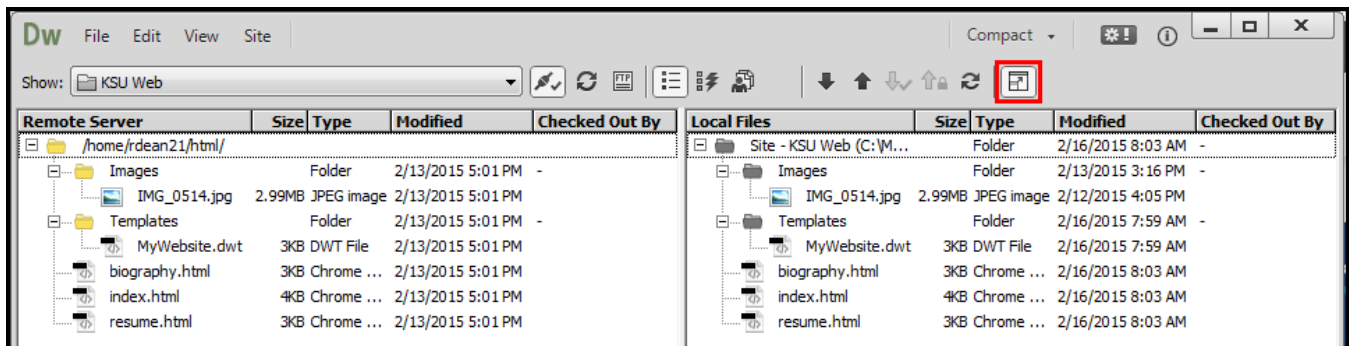 Dw File Edit View Site Compact
Show: KSU Web FTP
Remote Server Size Type Modified Checked Out By Local Files Size Type Modified Checked Out By
/home/rdean21/html/ Site - KSU Web (C:\M... Folder 2/16/2015 8:03 AM -
Images Folder 2/13/2015 5:01 PM - Images Folder 2/13/2015 3:16 PM -
IMG_0514.jpg 2.99MB JPEG image 2/13/2015 5:01 PM IMG_0514.jpg 2.99MB JPEG image 2/12/2015 4:05 PM
Templates Folder 2/13/2015 5:01 PM - Templates Folder 2/16/2015 7:59 AM -
MyWebsite.dwt 3KB DWT File 2/13/2015 5:01 PM MyWebsite.dwt 3KB DWT File 2/16/2015 7:59 AM
biography.html 3KB Chrome ... 2/13/2015 5:01 PM biography.html 3KB Chrome ... 2/16/2015 8:03 AM
index.html 4KB Chrome ... 2/13/2015 5:01 PM index.html 4KB Chrome ... 2/16/2015 8:03 AM
resume.html 3KB Chrome ... 2/13/2015 5:01 PM resume.html 3KB Chrome ... 2/16/2015 8:03 AM